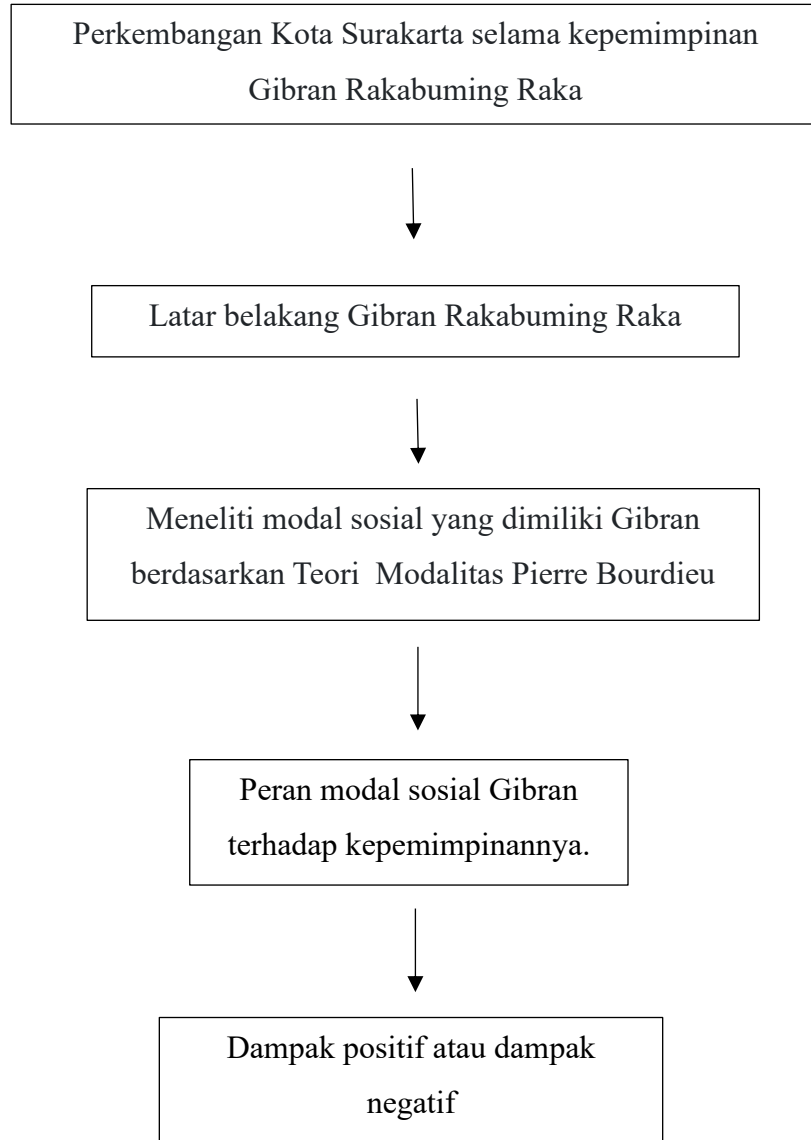 Perkembangan Kota Surakarta selama kepemimpinan
Gibran Rakabuming Raka
Latar belakang Gibran Rakabuming Raka
Meneliti modal sosial yang dimiliki Gibran
berdasarkan Teori  Modalitas Pierre Bourdieu
Peran modal sosial Gibran
terhadap kepemimpinannya.
Dampak positif atau dampak
negatif